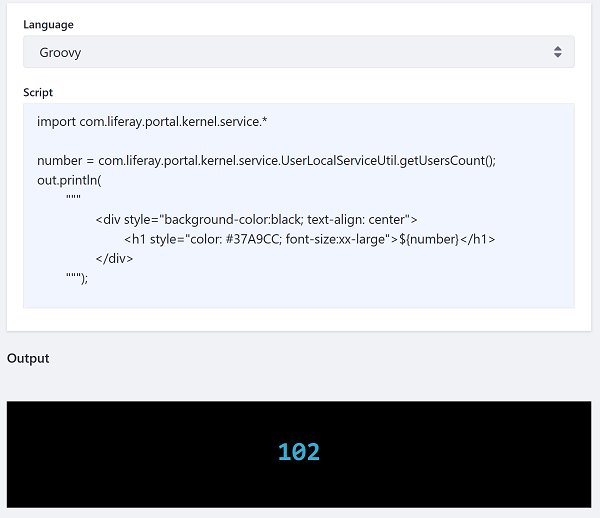 Language
Groovy
Script
import com.liferay.portal.kernel.service.*
number = com.liferay.portal.kernel.service.UserLocalServiceUtil.getUsersCount();
out.println(
"""
<div style="background-color:black; text-align: center">
<h1 style="color: #37A9CC; font-size:xx-large">${number}</h1>
</div>
""");
Output
102